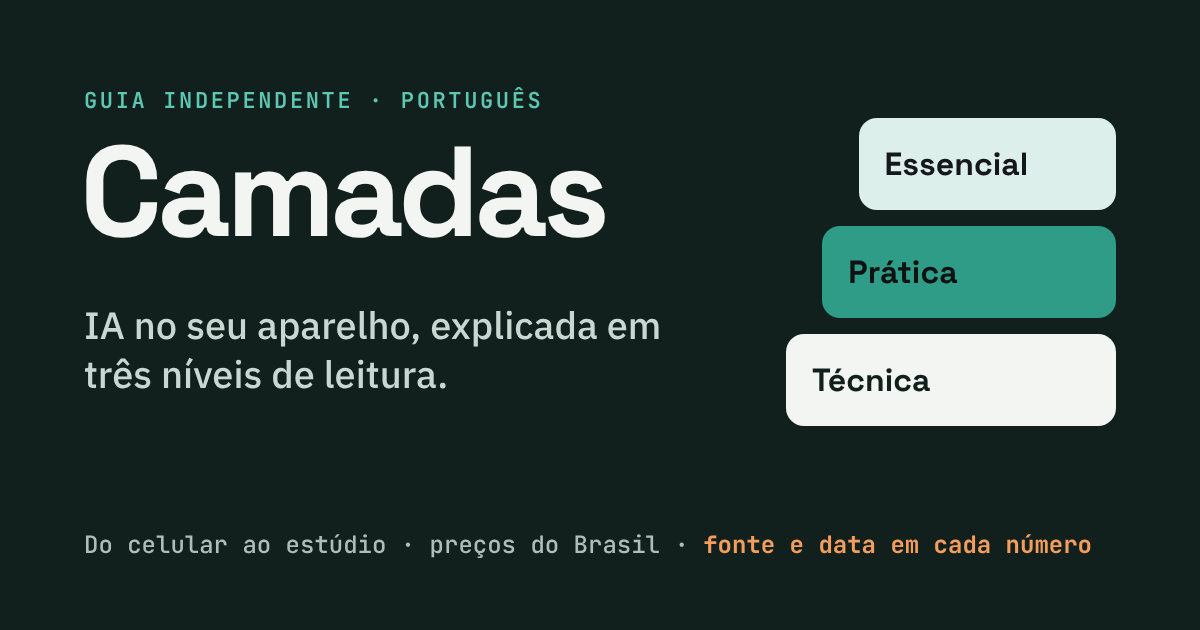 GUIA INDEPENDENTE · PORTUGUÊS
Camadas
IA no seu aparelho, explicada em
três níveis de leitura.
Essencial
Prática
Técnica
Do celular ao estúdio · preços do Brasil · fonte e data em cada número